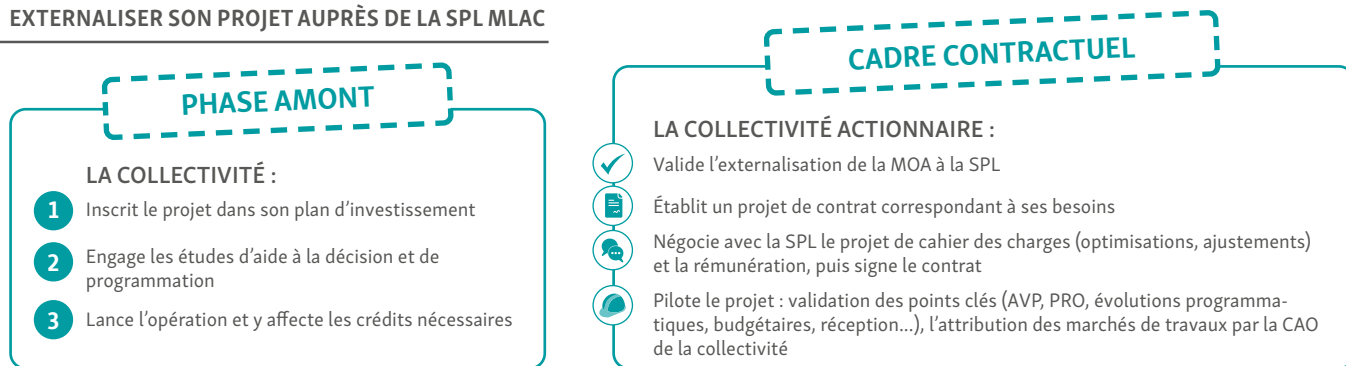 EXTERNALISER SON PROJET AUPRÈS DE LA SPL MLAC
PHASE AMONT
LA COLLECTIVITÉ :
1 Inscrit le projet dans son plan d’investissement
2 Engage les études d’aide à la décision et de
programmation
3 Lance l’opération et y affecte les crédits nécessaires
CADRE CONTRACTUEL
LA COLLECTIVITÉ ACTIONNAIRE :
Valide l’externalisation de la MOA à la SPL
Établit un projet de contrat correspondant à ses besoins
Négocie avec la SPL le projet de cahier des charges (optimisations, ajustements)
et la rémunération, puis signe le contrat
Pilote le projet : validation des points clés (AVP, PRO, évolutions programma-
tiques, budgétaires, réception...), l’attribution des marchés de travaux par la CAO
de la collectivité